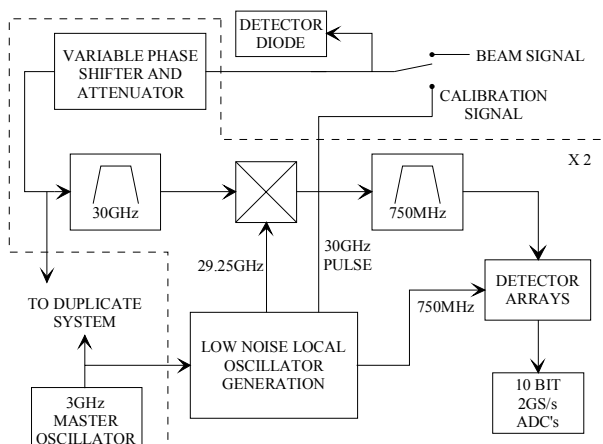 DETECTOR
DIODE
VARIABLE PHASE
SHIFTER AND
ATTENUATOR
BEAM SIGNAL
CALIBRATION
SIGNAL
X 2
30GHz
750MHz
29.25GHz
30GHz
PULSE
750MHz
DETECTOR
ARRAYS
TO DUPLICATE
SYSTEM
LOW NOISE LOCAL
OSCILLATOR
GENERATION
3GHz
MASTER
OSCILLATOR
10 BIT
2GS/s
ADC's